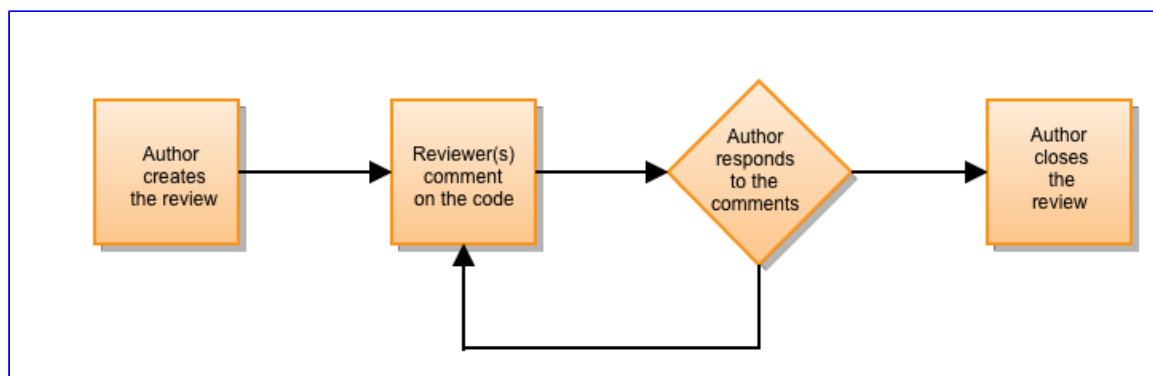 Author
creates
the review
Reviewer(s)
comment
on the code
Author
responds
to the
comments
Author
closes
the
review